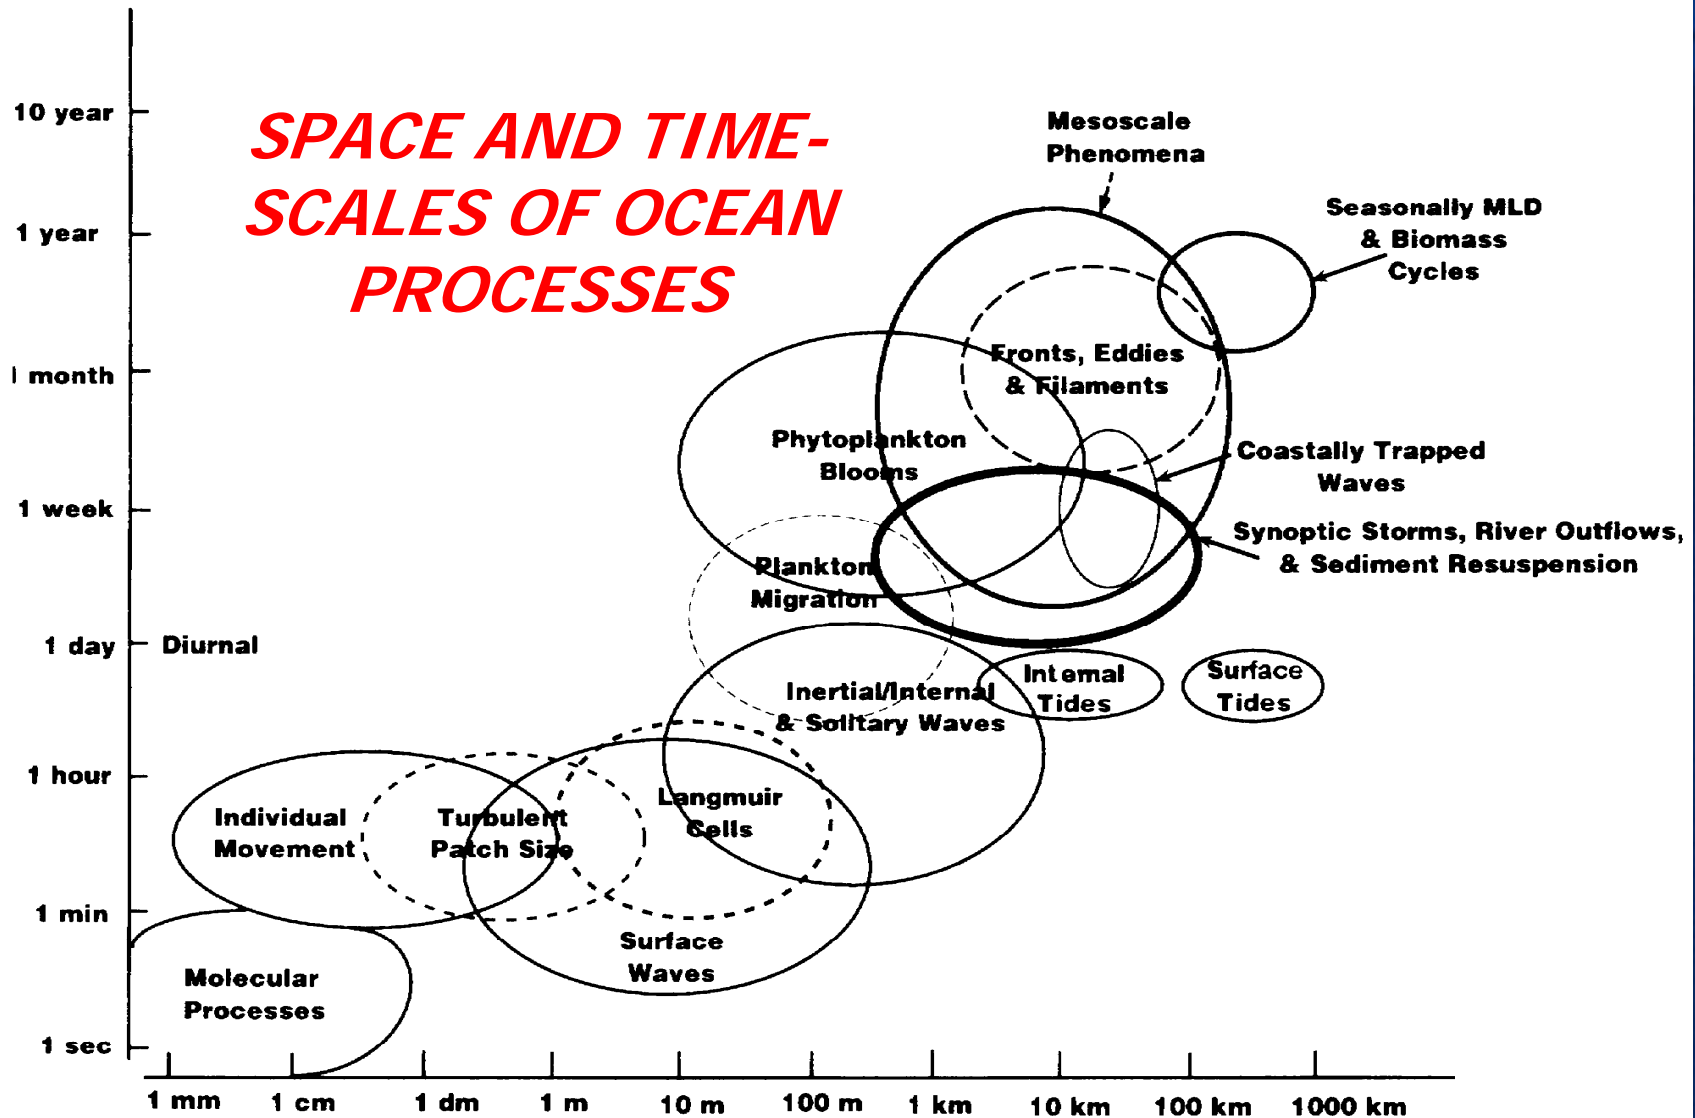 SPACE AND TIME-
SCALES OF OCEAN
PROCESSES
10 year
1 year
1 month
1 week
1 day
1 hour
1 min
1 sec
Diurnal
Mesoscale
Phenomena
Seasonally MLD
& Biomass
Cycles
Fronts, Eddies
& Filaments
Phytoplankton
Blooms
Coastally Trapped
Waves
Synoptic Storms, River Outflows,
& Sediment Resuspension
Plankton
Migration
Internal
Tides
Surface
Tides
Inertial/Internal
& Solitary Waves
Langmuir
Cells
Individual
Movement
Turbulent
Patch Size
Surface
Waves
Molecular
Processes
1 mm
1 cm
1 dm
1 m
10 m
100 m
1 km
10 km
100 km
1000 km